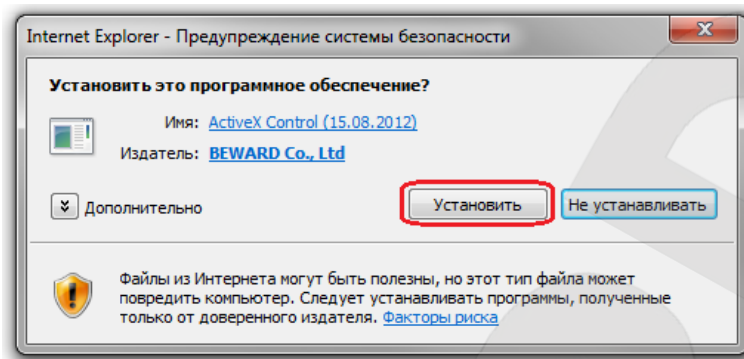 Internet Explorer - Предупреждение системы безопасности
Установить это программное обеспечение?
Имя: ActiveX Control (15.08.2012)
Издатель: BEWARD Co., Ltd
Дополнительно
Установить
Не устанавливать
Файлы из Интернета могут быть полезны, но этот тип файла может
повредить компьютер. Следует устанавливать программы, полученные
только от доверенного издателя. Факторы риска